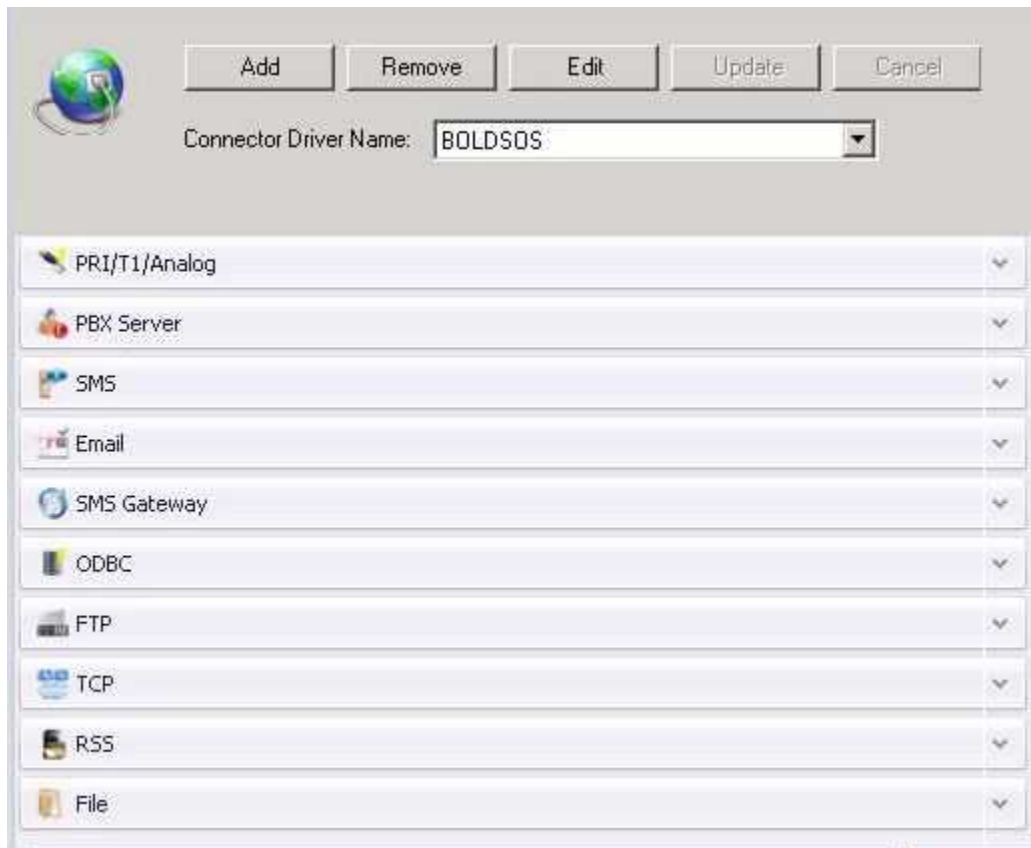 Add Remove Edit Update Cancel
Connector Driver Name: BOLDSOS
PRI/T1/Analog
PBX Server
SMS
Email
SMS Gateway
ODBC
FTP
TCP
RSS
File